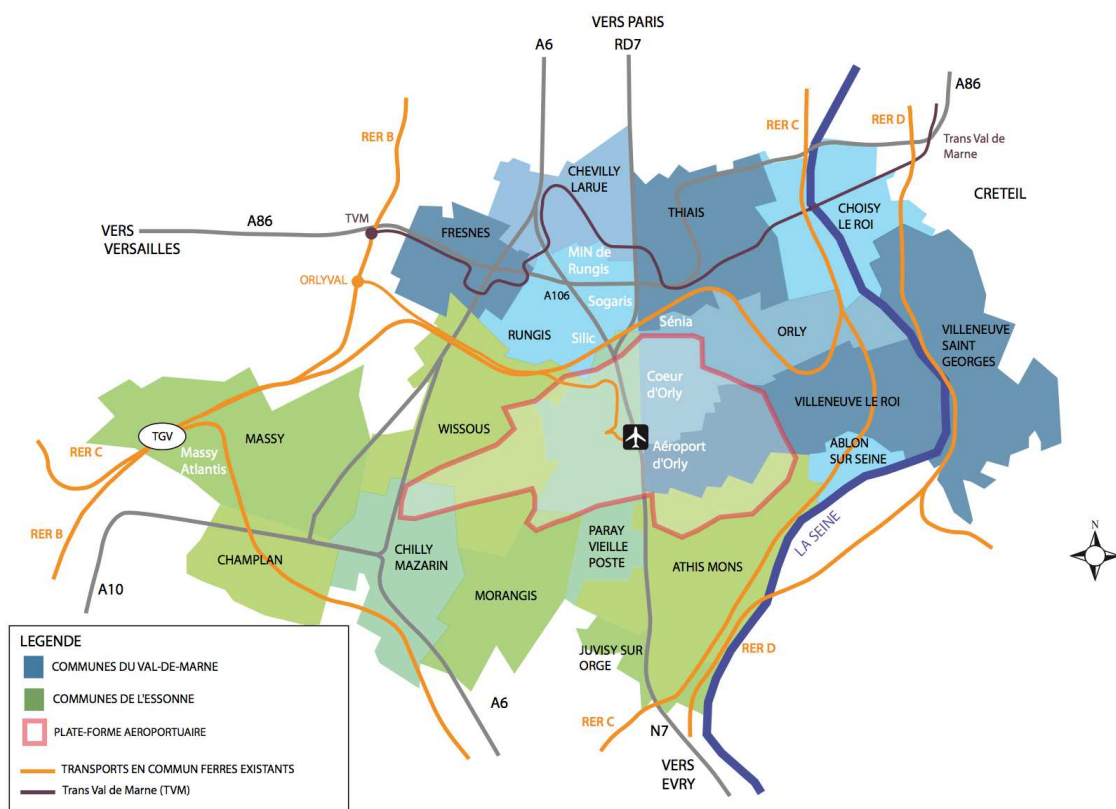 VERS PARIS
A6
RD7
A86
RER C
RER D
RER B
Trans Val de
Marne
CHEVILLY
LARUE
CRETEIL
THIAIS
CHOISY
LE ROI
TVM
A86
VERS
VERSAILLES
FRESNES
MIN de
Rungis
ORLYVAL
A106
Sogaris
RUNGIS
Silic
Sénia
ORLY
VILLENEUVE
SAINT
GEORGES
Coeur
d'Orly
VILLENEUVE LE ROI
WISSOUS
TGV
MASSY
Massy
Atlantis
Aéroport
d'Orly
ABLON
SUR SEINE
RER C
RER B
LA SEINE
N
PARAY
VIEILLE
POSTE
CHAMPLAN
CHILLY
MAZARIN
ATHIS MONS
A10
MORANGIS
JUVISY SUR
ORGE
RER D
A6
RER C
N7
VERS
EVRY
LEGENDE
COMMUNES DU VAL-DE-MARNE
COMMUNES DE L'ESSONNE
PLATE-FORME AEROPORTUAIRE
TRANSPORTS EN COMMUN FERRES EXISTANTS
Trans Val de Marne (TVM)